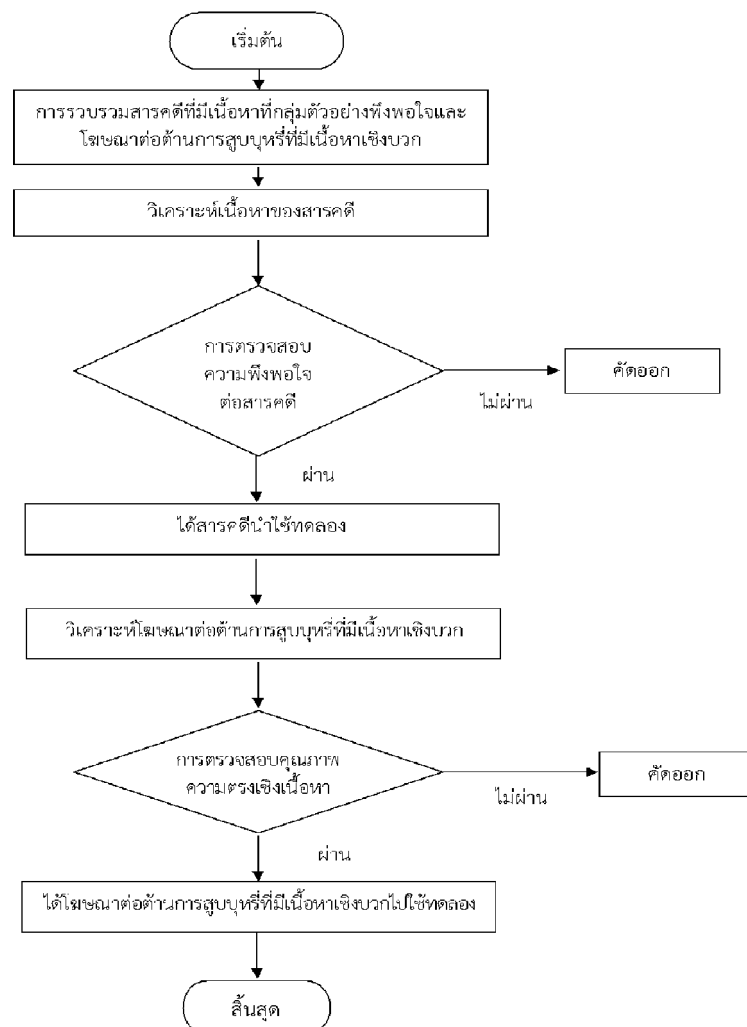 เริ่มต้น
การรวบรวมสารคดีที่มีเนื้อหาที่กลุ่มตัวอย่างพึงพอใจและ
โฆษณาต่อต้านการสูบบุหรี่ที่มีเนื้อหาเชิงบวก
วิเคราะห์เนื้อหาของสารคดี
การตรวจสอบ
ความพึงพอใจ
ต่อสารคดี
คัดออก
ไม่ผ่าน
ผ่าน
ได้สารคดีนำใช้ทดลอง
วิเคราะห์โฆษณาต่อต้านการสูบบุหรี่ที่มีเนื้อหาเชิงบวก
การตรวจสอบคุณภาพ
ความตรงเชิงเนื้อหา
คัดออก
ไม่ผ่าน
ผ่าน
ได้โฆษณาต่อต้านการสูบบุหรี่ที่มีเนื้อหาเชิงบวกไปใช้ทดลอง
สิ้นสุด